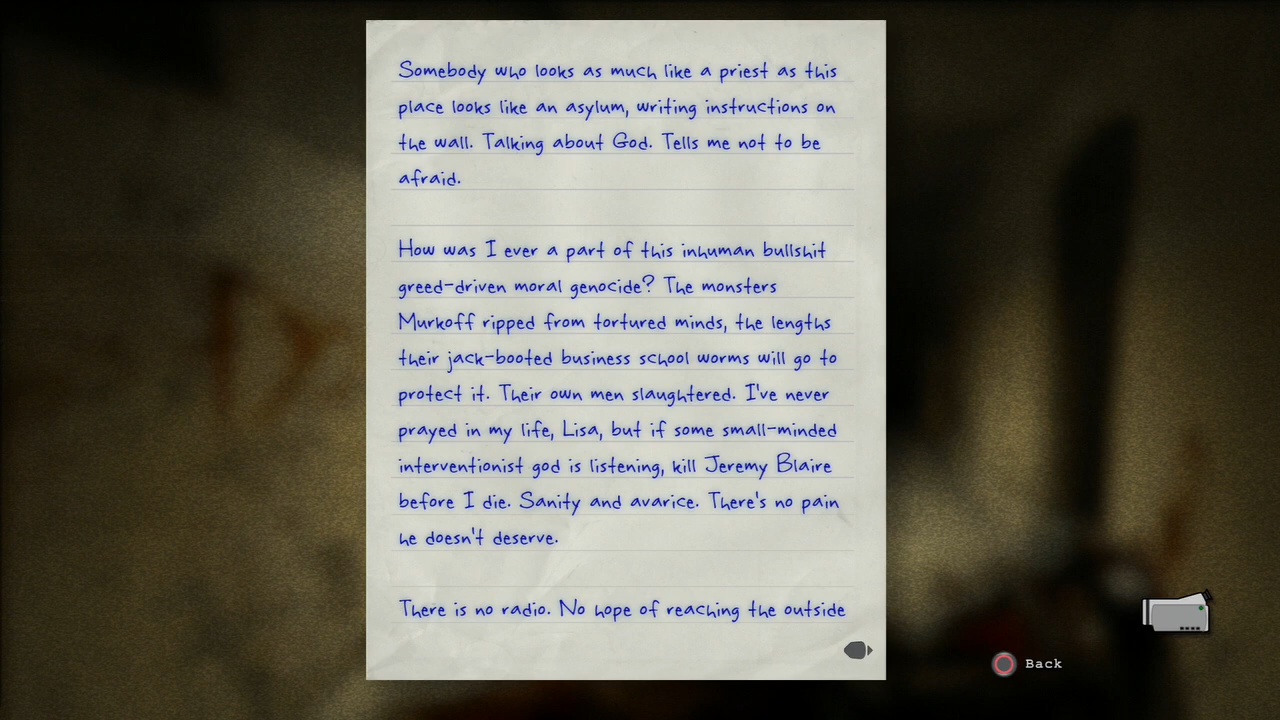 Somebody who looks as much like a priest as this
place looks like an asylum, writing instructions on
the wall. Talking about God. Tells me not to be
afraid.
How was I ever a part of this inhuman bullshit
greed-driven moral genocide? The monsters
Murkoff ripped from tortured minds, the lengths
their jack-booted business school worms will go to
protect it. Their own men slaughtered. I've never
prayed in my life, Lisa, but if some small-minded
interventionist god is listening, kill Jeremy Blaire
before I die. Sanity and avarice. There's no pain
he doesn't deserve.
There is no radio. No hope of reaching the outside
Back